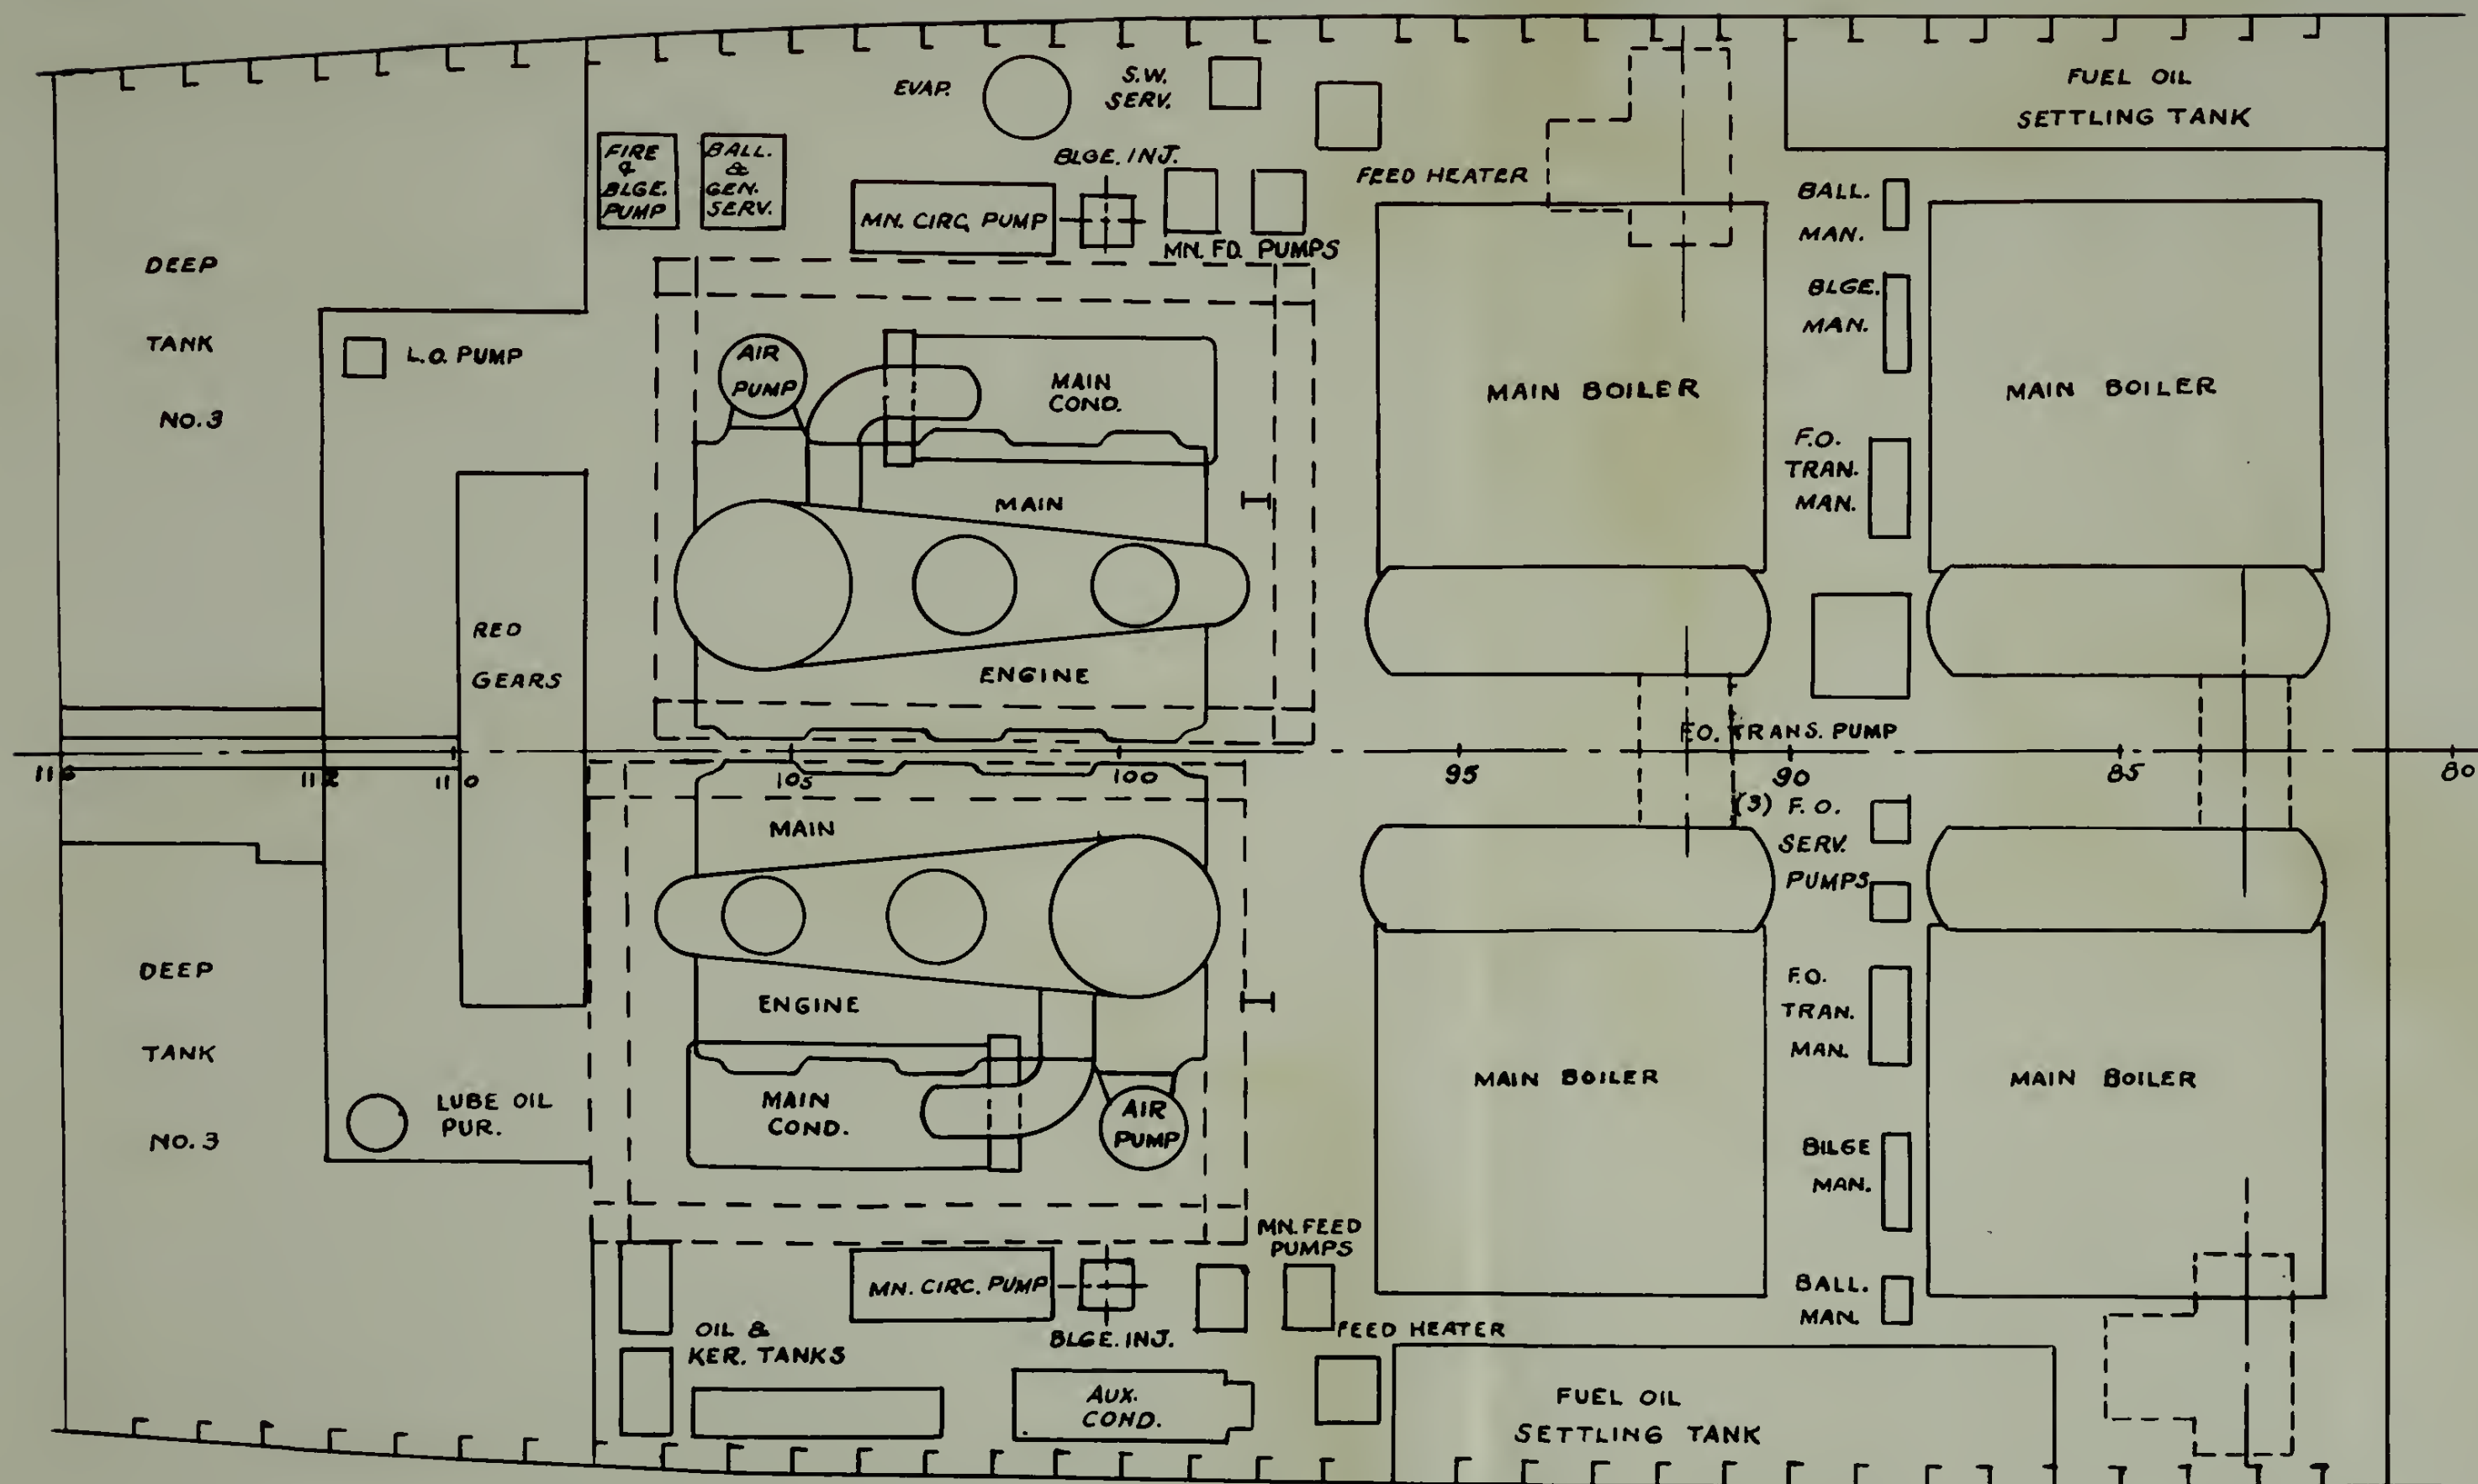 FUEL OIL
SETTLING TANK
EVAP.
S.W.
SERV.
FIRE
&
BLGE.
PUMP
BALL.
&
GEN.
SERV.
BLGE. INJ.
MN. CIRC. PUMP
MN. FD. PUMPS
FEED HEATER
BALL.
MAN.
BLGE.
MAN.
DEEP
TANK
NO. 3
L.O. PUMP
AIR
PUMP
MAIN
COND.
MAIN BOILER
MAIN BOILER
F.O.
TRAN.
MAN.
MAIN
ENGINE
RED
GEARS
F.O. TRANS. PUMP
116 112 110 105 100 95 90 85 80
(3) F.O.
SERV.
PUMPS
MAIN
ENGINE
DEEP
TANK
NO. 3
LUBE OIL
PUR.
MAIN
COND.
AIR
PUMP
MAIN BOILER
MAIN BOILER
F.O.
TRAN.
MAN.
BILGE
MAN.
BALL.
MAN.
MN. FEED
PUMPS
MN. CIRC. PUMP
BLGE. INJ.
OIL &
KER. TANKS
FEED HEATER
AUX.
COND.
FUEL OIL
SETTLING TANK